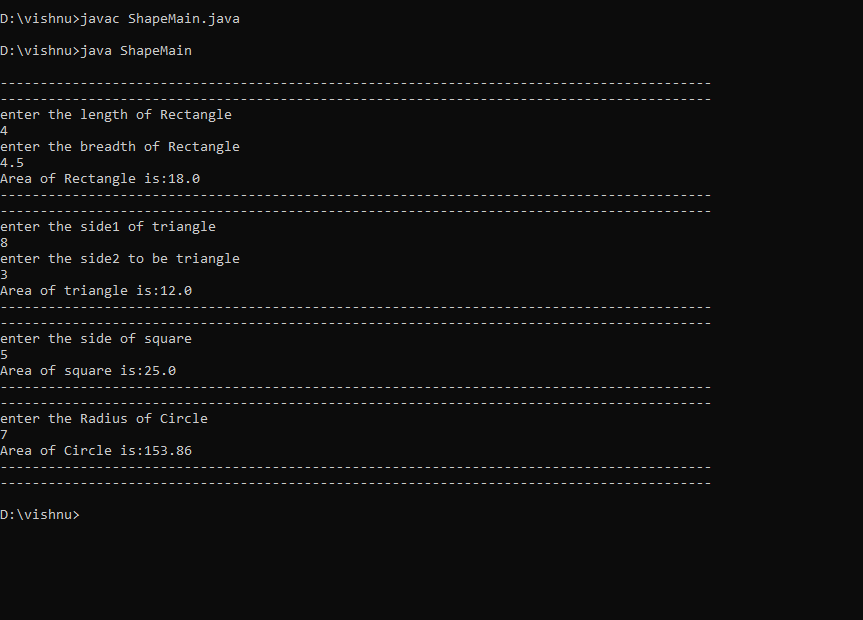 D:\vishnu>javac ShapeMain.java
D:\vishnu>java ShapeMain
-----------------------------------------------------------------------------------------
-----------------------------------------------------------------------------------------
enter the length of Rectangle
4
enter the breadth of Rectangle
4.5
Area of Rectangle is:18.0
-----------------------------------------------------------------------------------------
-----------------------------------------------------------------------------------------
enter the side1 of triangle
8
enter the side2 to be triangle
3
Area of triangle is:12.0
-----------------------------------------------------------------------------------------
-----------------------------------------------------------------------------------------
enter the side of square
5
Area of square is:25.0
-----------------------------------------------------------------------------------------
-----------------------------------------------------------------------------------------
enter the Radius of Circle
7
Area of Circle is:153.86
-----------------------------------------------------------------------------------------
-----------------------------------------------------------------------------------------
D:\vishnu>